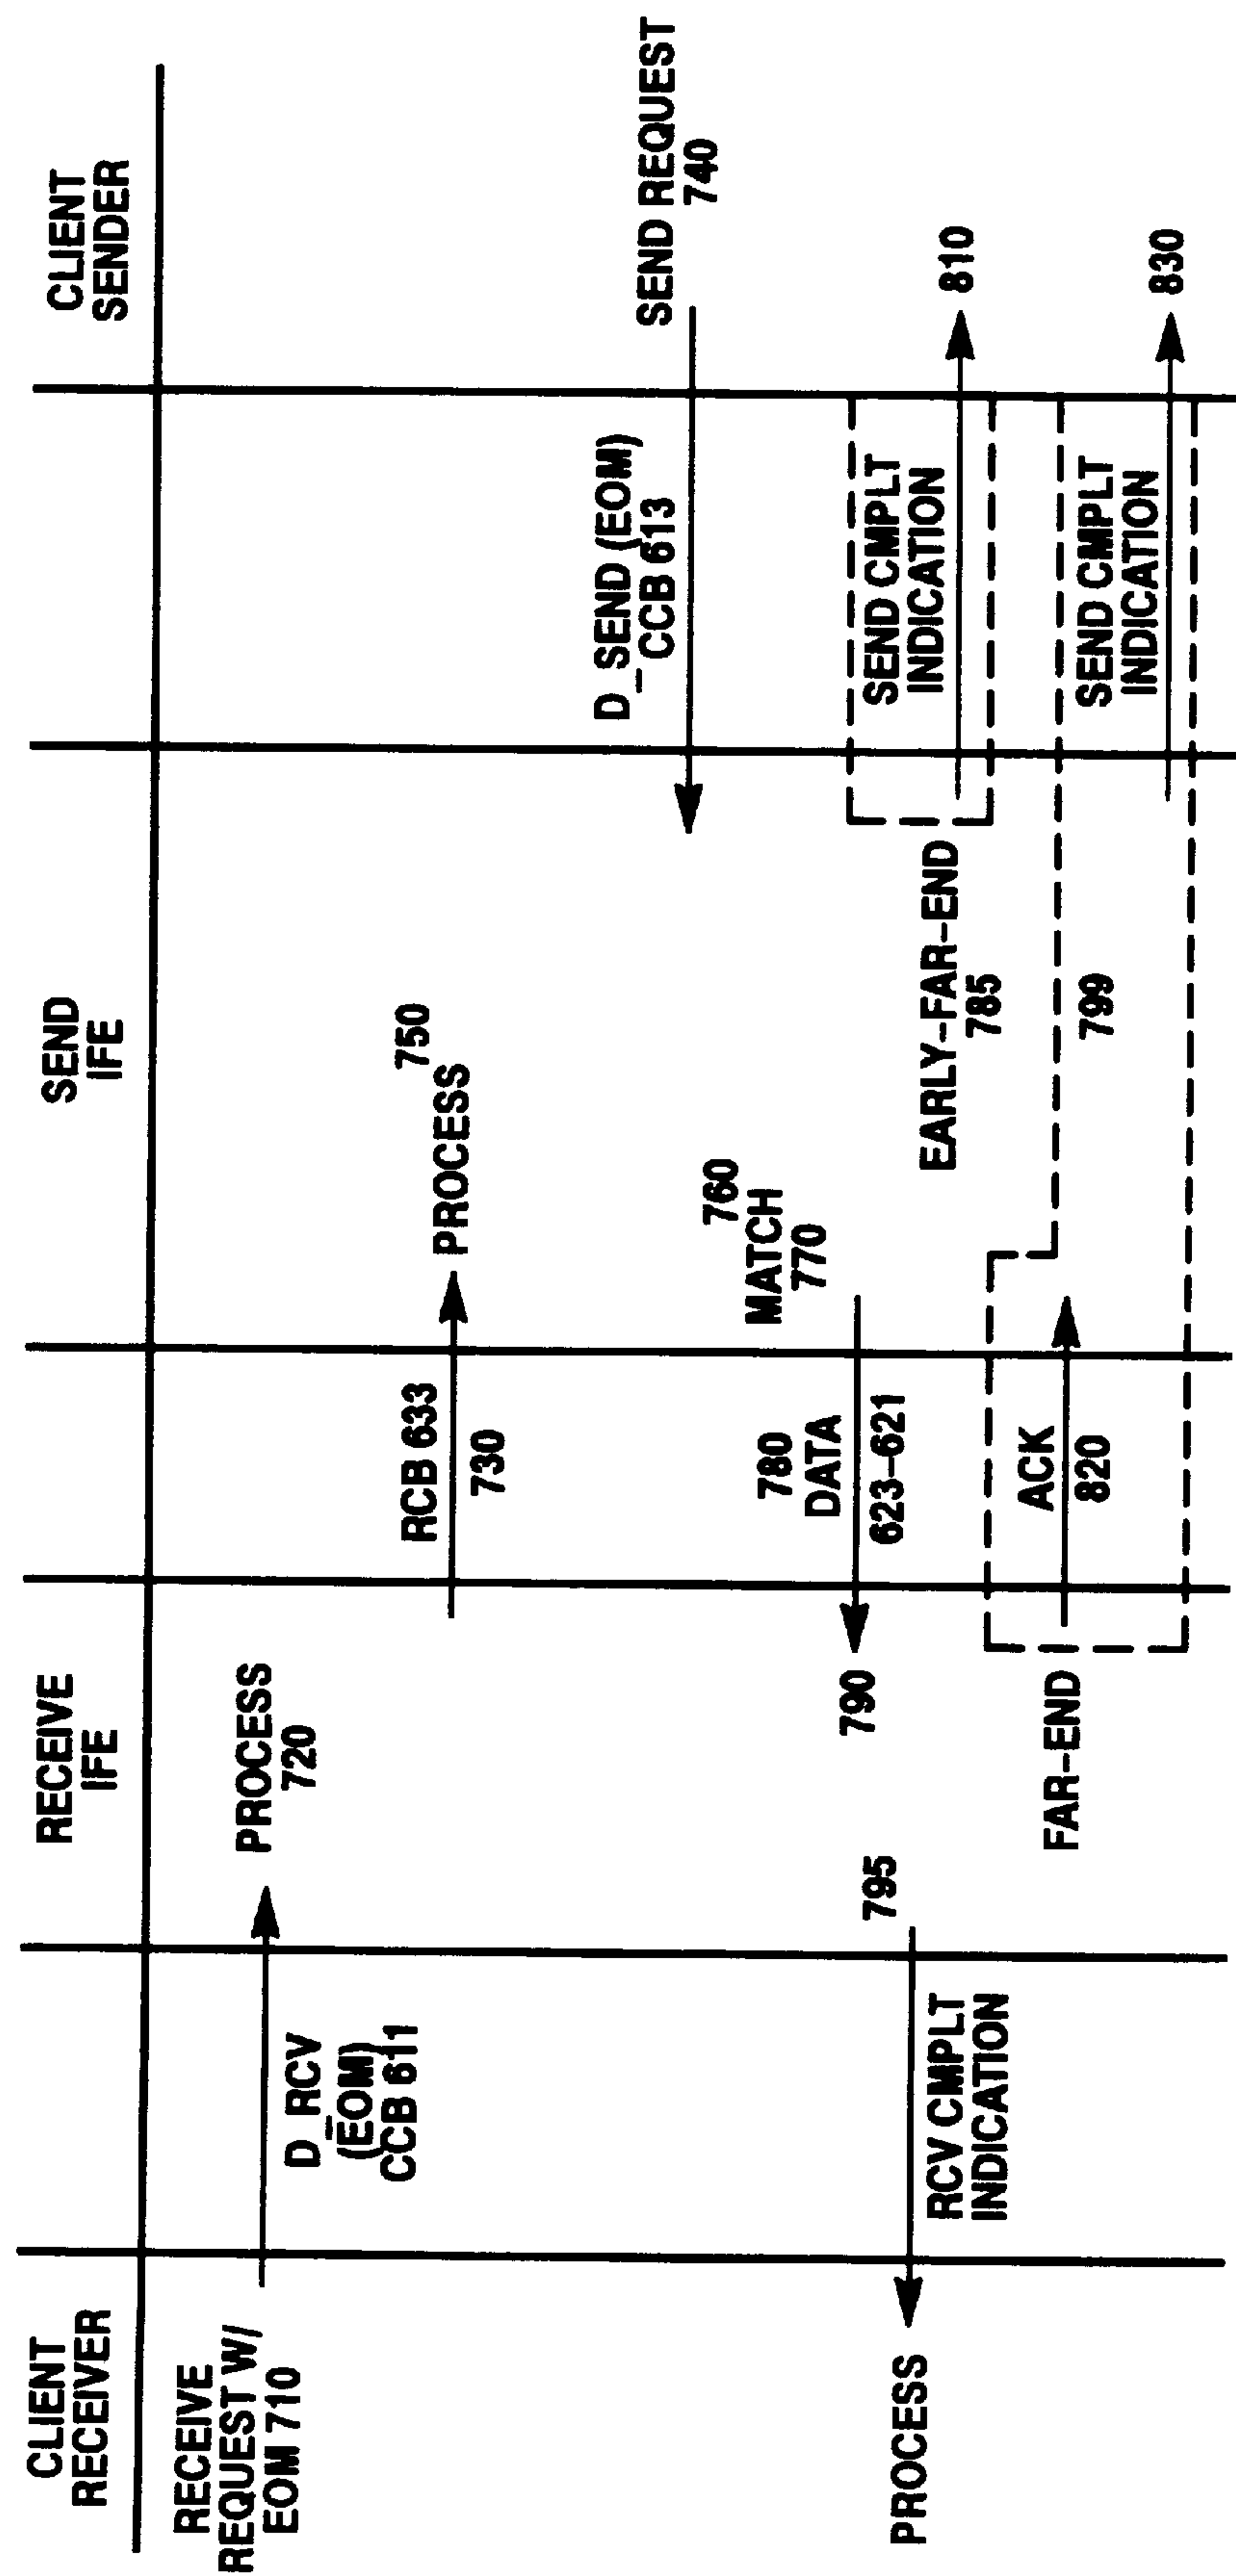 CLIENT
RECEIVER
RECEIVE
IFE
SEND
IFE
CLIENT
SENDER
RECEIVE
REQUEST W/
EOM 710
D_RCV
(EOM)
CCB 611
PROCESS
720
RCB 633
730
750
PROCESS
D_SEND (EOM)
CCB 613
SEND REQUEST
740
760
MATCH
770
780
DATA
623-621
790
795
RCV CMPLT
INDICATION
PROCESS
EARLY-FAR-END
785
SEND CMPLT
INDICATION
810
FAR-END
ACK
820
799
SEND CMPLT
INDICATION
830